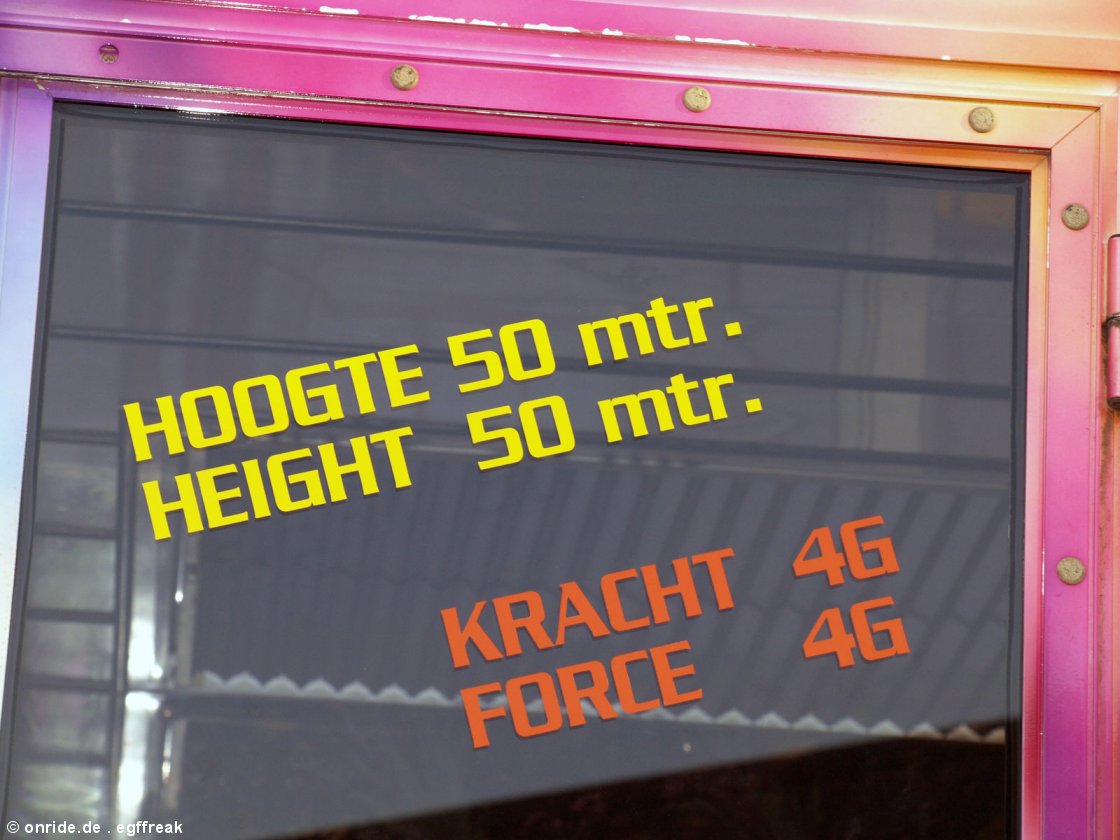 HOOGTE 50 mtr.
HEIGHT 50 mtr.
KRACHT 4G
FORCE 4G
© onride.de . egffreak